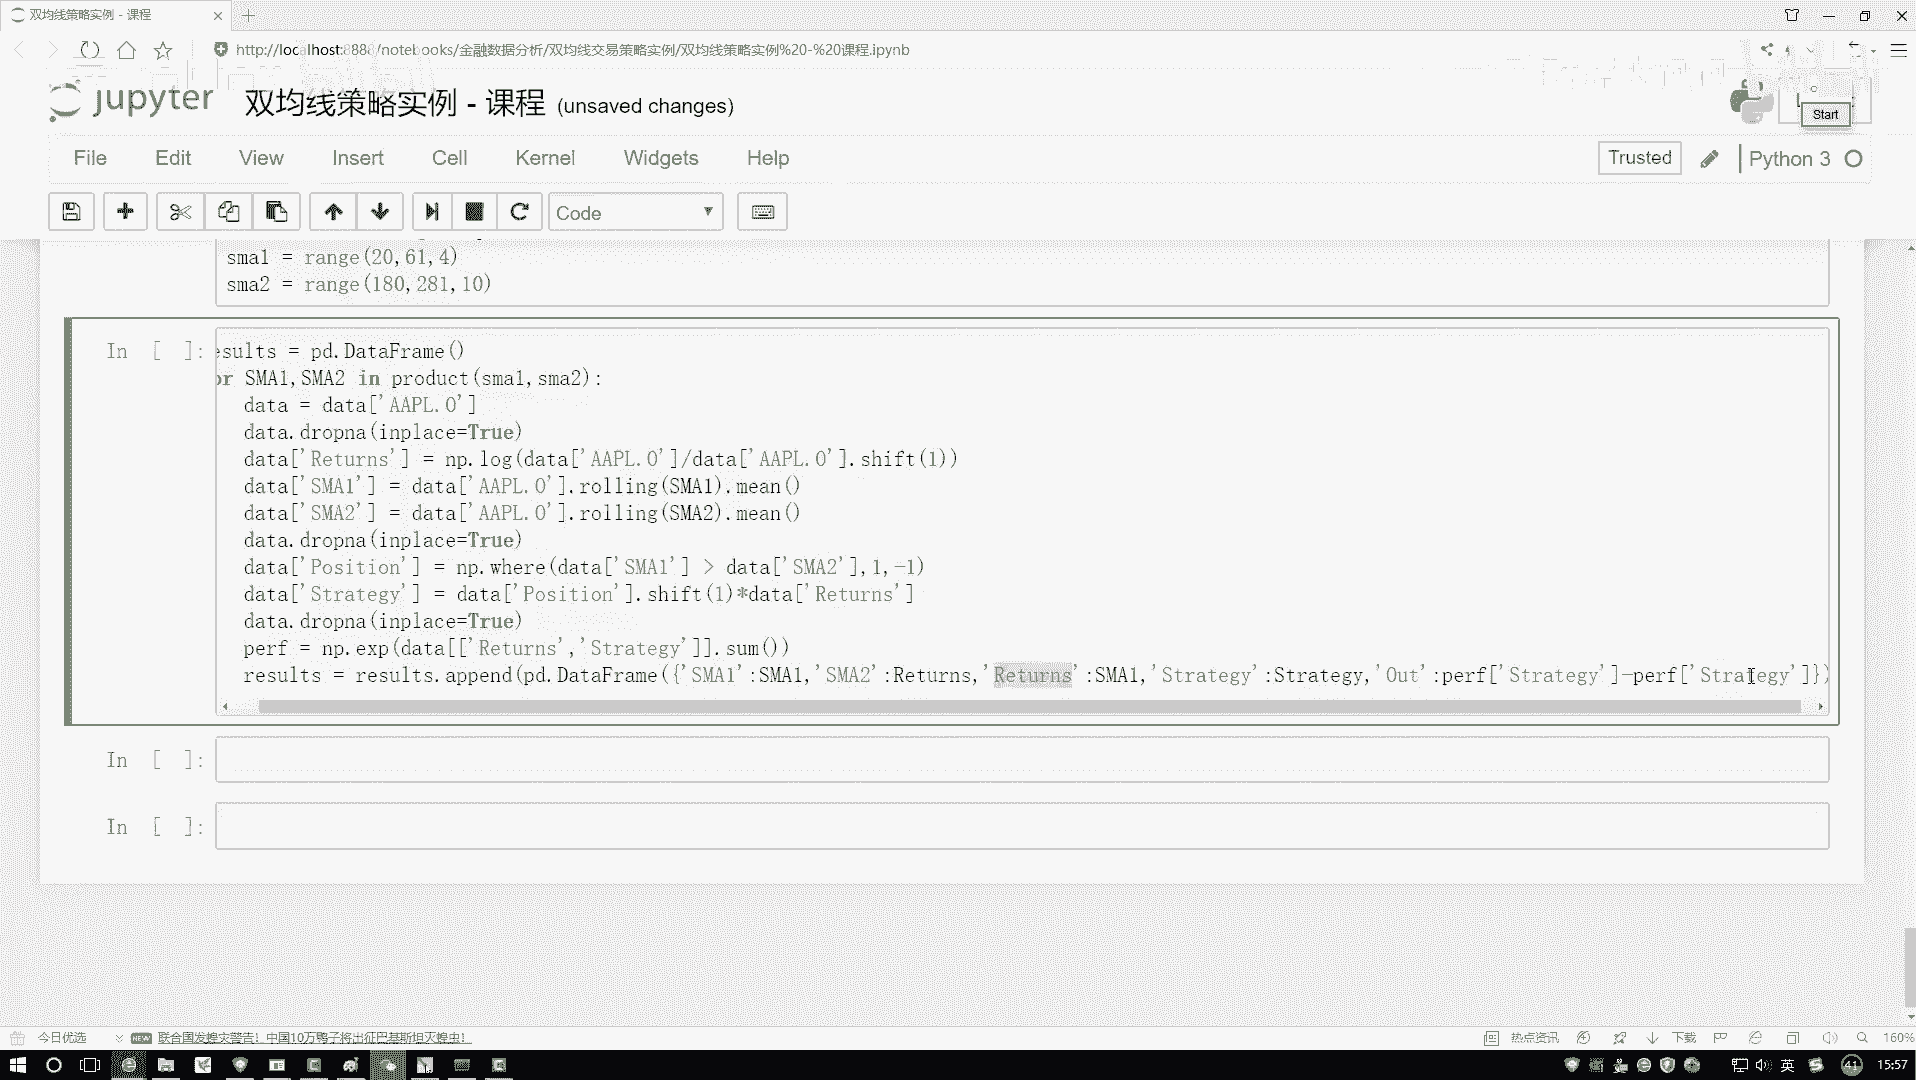 双均线策略实例 - 课程
http://localhost:8888/notebooks/金融数据分析/双均线交易策略实例/双均线策略实例%20-%20课程.ipynb
jupyter 双均线策略实例 - 课程 (unsaved changes)
Start
File Edit View Insert Cell Kernel Widgets Help
Trusted Python 3
Code
sma1 = range(20,61,4)
sma2 = range(180,281,10)
In [ ]:
esults = pd.DataFrame()
or SMA1,SMA2 in product(sma1,sma2):
data = data['AAPL.O']
data.dropna(inplace=True)
data['Returns'] = np.log(data['AAPL.O']/data['AAPL.O'].shift(1))
data['SMA1'] = data['AAPL.O'].rolling(SMA1).mean()
data['SMA2'] = data['AAPL.O'].rolling(SMA2).mean()
data.dropna(inplace=True)
data['Position'] = np.where(data['SMA1'] > data['SMA2'],1,-1)
data['Strategy'] = data['Position'].shift(1)*data['Returns']
data.dropna(inplace=True)
perf = np.exp(data[['Returns','Strategy']].sum())
results = results.append(pd.DataFrame({'SMA1':SMA1,'SMA2':Returns,'Returns':SMA1,'Strategy':Strategy,'Out':perf['Strategy']-perf['Strategy']})
In [ ]:
In [ ]:
今日优选 NEW 联合国发蝗灾警告！中国10万鸭子将出征巴基斯坦灭蝗虫！ 热点资讯 下载 160%
英 41 15:57